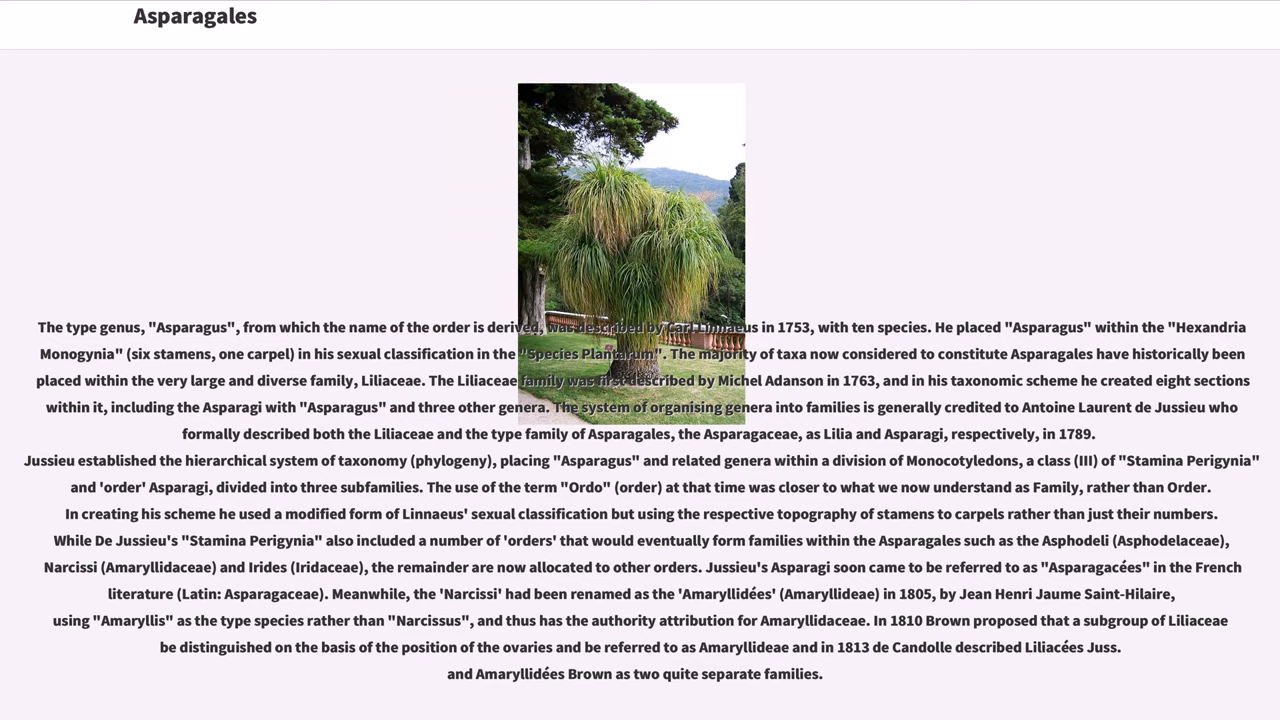 Asparagales
The type genus, "Asparagus", from which the name of the order is derived, was described by Carl Linnaeus in 1753, with ten species. He placed "Asparagus" within the "Hexandria
Monogynia" (six stamens, one carpel) in his sexual classification in the "Species Plantarum". The majority of taxa now considered to constitute Asparagales have historically been
placed within the very large and diverse family, Liliaceae. The Liliaceae family was first described by Michel Adanson in 1763, and in his taxonomic scheme he created eight sections
within it, including the Asparagi with "Asparagus" and three other genera. The system of organising genera into families is generally credited to Antoine Laurent de Jussieu who
formally described both the Liliaceae and the type family of Asparagales, the Asparagaceae, as Lilia and Asparagi, respectively, in 1789.
Jussieu established the hierarchical system of taxonomy (phylogeny), placing "Asparagus" and related genera within a division of Monocotyledons, a class (III) of "Stamina Perigynia"
and 'order' Asparagi, divided into three subfamilies. The use of the term "Ordo" (order) at that time was closer to what we now understand as Family, rather than Order.
In creating his scheme he used a modified form of Linnaeus' sexual classification but using the respective topography of stamens to carpels rather than just their numbers.
While De Jussieu's "Stamina Perigynia" also included a number of 'orders' that would eventually form families within the Asparagales such as the Asphodeli (Asphodelaceae),
Narcissi (Amaryllidaceae) and Irides (Iridaceae), the remainder are now allocated to other orders. Jussieu's Asparagi soon came to be referred to as "Asparagacées" in the French
literature (Latin: Asparagaceae). Meanwhile, the 'Narcissi' had been renamed as the 'Amaryllidées' (Amaryllideae) in 1805, by Jean Henri Jaume Saint-Hilaire,
using "Amaryllis" as the type species rather than "Narcissus", and thus has the authority attribution for Amaryllidaceae. In 1810 Brown proposed that a subgroup of Liliaceae
be distinguished on the basis of the position of the ovaries and be referred to as Amaryllideae and in 1813 de Candolle described Liliacées Juss.
and Amaryllidées Brown as two quite separate families.